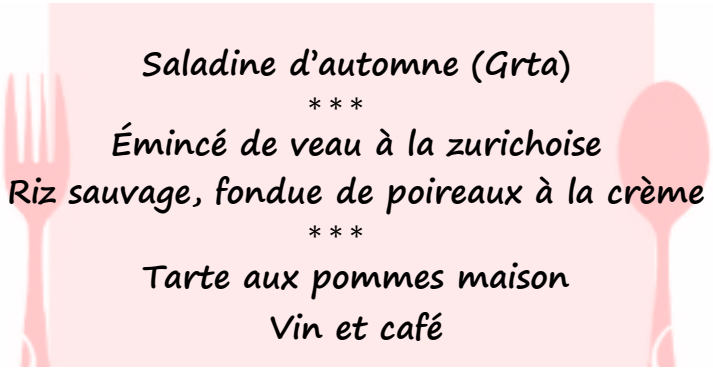 Saladine d’automne (Grta)
***
Émincé de veau à la zurichoise
Riz sauvage, fondue de poireaux à la crème
***
Tarte aux pommes maison
Vin et café